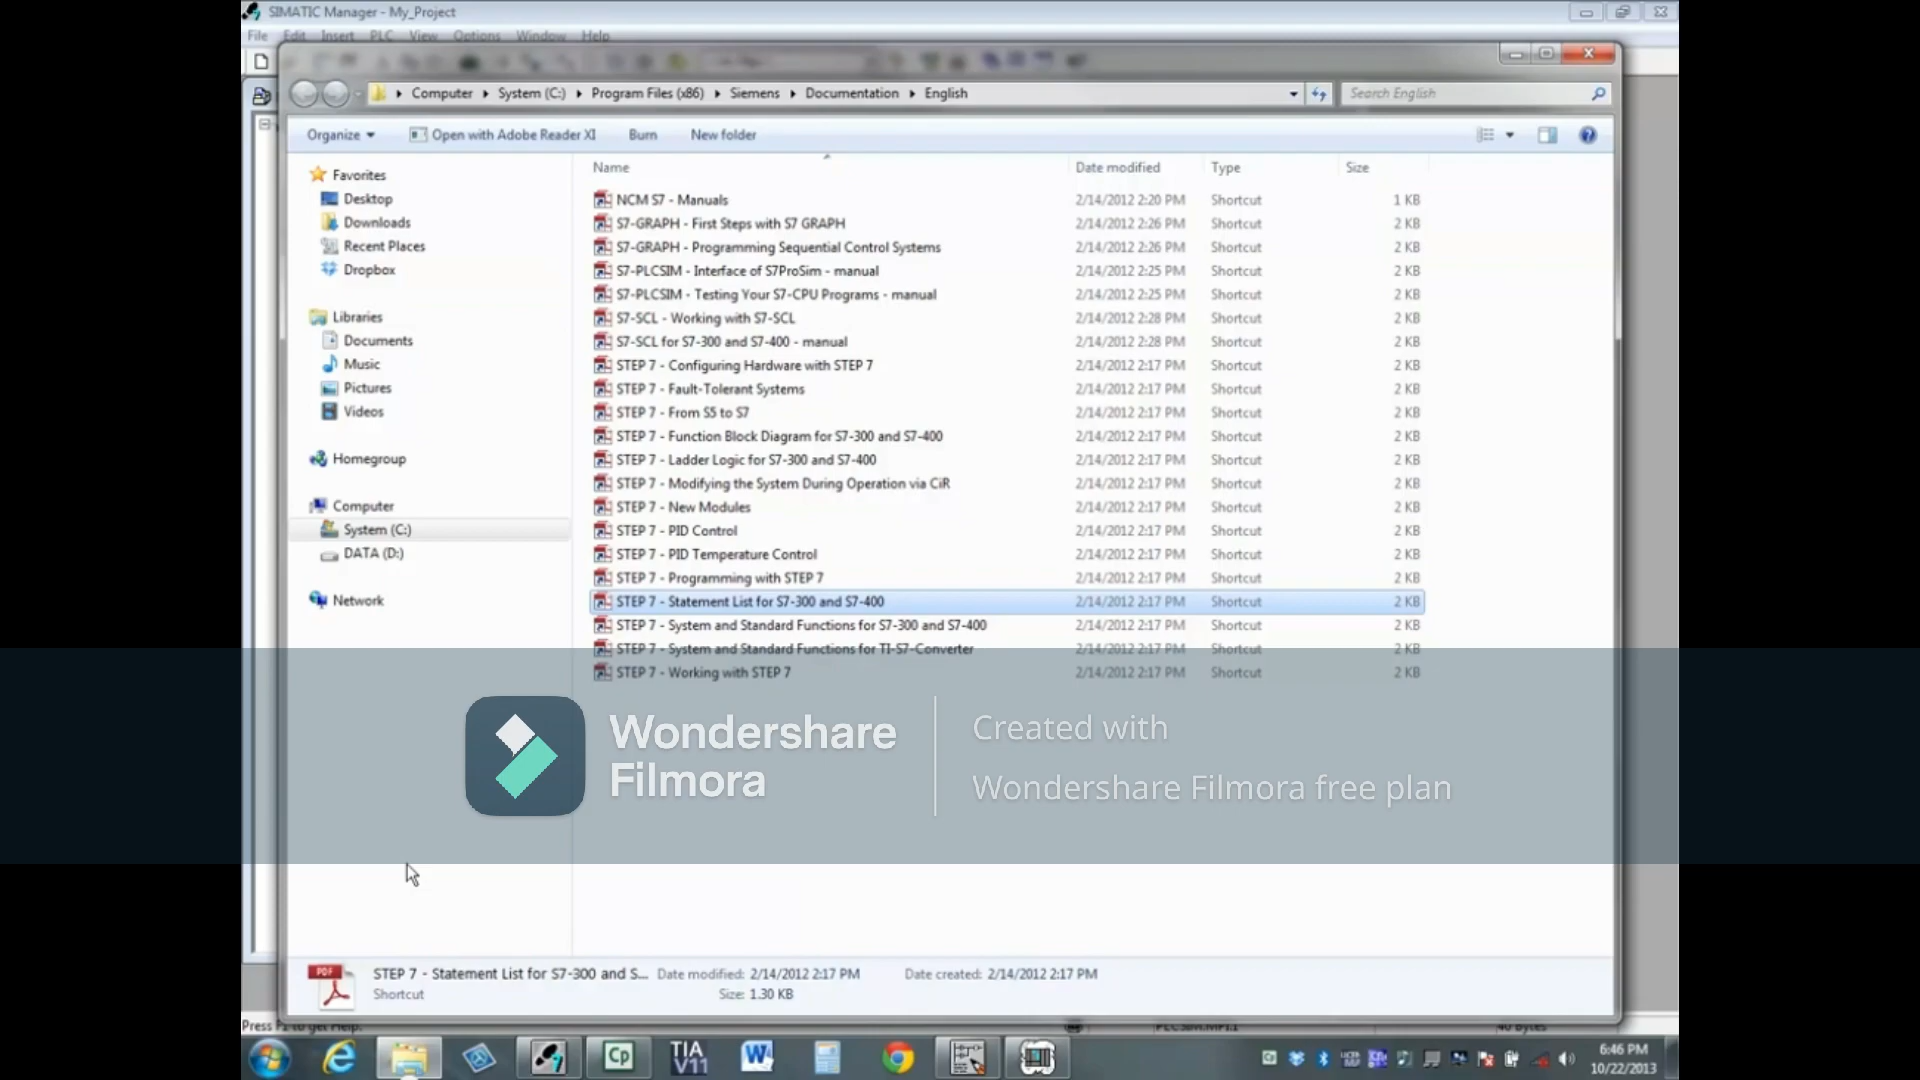 SIMATIC Manager - My_Project
File Edit Insert PLC View Options Window Help
Computer System (C:) Program Files (x86) Siemens Documentation English
Search English
Organize Open with Adobe Reader XI Burn New folder
Name Date modified Type Size
Favorites
Desktop
Downloads
Recent Places
Dropbox
Libraries
Documents
Music
Pictures
Videos
Homegroup
Computer
System (C:)
DATA (D:)
Network
NCM S7 - Manuals 2/14/2012 2:20 PM Shortcut 1 KB
S7-GRAPH - First Steps with S7 GRAPH 2/14/2012 2:26 PM Shortcut 2 KB
S7-GRAPH - Programming Sequential Control Systems 2/14/2012 2:26 PM Shortcut 2 KB
S7-PLCSIM - Interface of S7ProSim - manual 2/14/2012 2:25 PM Shortcut 2 KB
S7-PLCSIM - Testing Your S7-CPU Programs - manual 2/14/2012 2:25 PM Shortcut 2 KB
S7-SCL - Working with S7-SCL 2/14/2012 2:28 PM Shortcut 2 KB
S7-SCL for S7-300 and S7-400 - manual 2/14/2012 2:28 PM Shortcut 2 KB
STEP 7 - Configuring Hardware with STEP 7 2/14/2012 2:17 PM Shortcut 2 KB
STEP 7 - Fault-Tolerant Systems 2/14/2012 2:17 PM Shortcut 2 KB
STEP 7 - From S5 to S7 2/14/2012 2:17 PM Shortcut 2 KB
STEP 7 - Function Block Diagram for S7-300 and S7-400 2/14/2012 2:17 PM Shortcut 2 KB
STEP 7 - Ladder Logic for S7-300 and S7-400 2/14/2012 2:17 PM Shortcut 2 KB
STEP 7 - Modifying the System During Operation via CiR 2/14/2012 2:17 PM Shortcut 2 KB
STEP 7 - New Modules 2/14/2012 2:17 PM Shortcut 2 KB
STEP 7 - PID Control 2/14/2012 2:17 PM Shortcut 2 KB
STEP 7 - PID Temperature Control 2/14/2012 2:17 PM Shortcut 2 KB
STEP 7 - Programming with STEP 7 2/14/2012 2:17 PM Shortcut 2 KB
STEP 7 - Statement List for S7-300 and S7-400 2/14/2012 2:17 PM Shortcut 2 KB
STEP 7 - System and Standard Functions for S7-300 and S7-400 2/14/2012 2:17 PM Shortcut 2 KB
STEP 7 - System and Standard Functions for TI-S7-Converter 2/14/2012 2:17 PM Shortcut 2 KB
STEP 7 - Working with STEP 7 2/14/2012 2:17 PM Shortcut 2 KB
Wondershare
Filmora
Created with
Wondershare Filmora free plan
PDF
STEP 7 - Statement List for S7-300 and S... Date modified: 2/14/2012 2:17 PM Date created: 2/14/2012 2:17 PM
Shortcut Size: 1.30 KB
Press F1 to get Help. PLCSIM.MPI.1 40 Bytes
Cp
TIA
V11
6:46 PM
10/22/2013